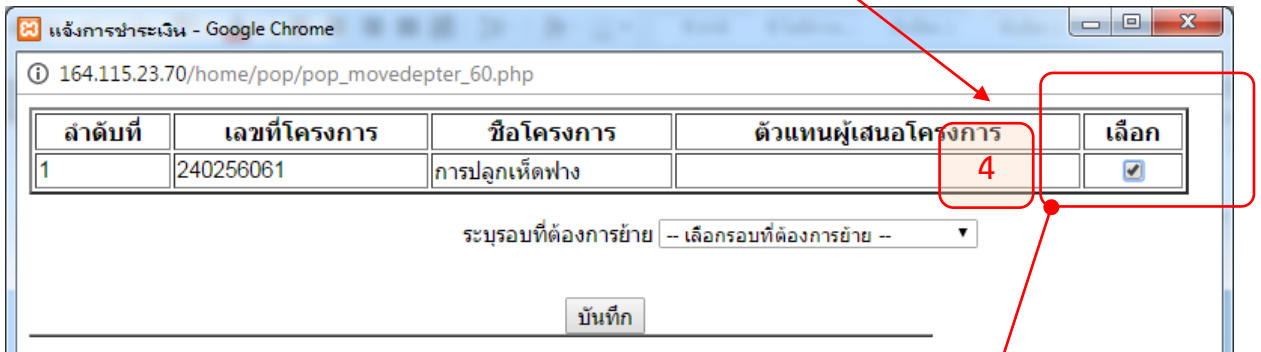 แจ้งการชำระเงิน - Google Chrome
164.115.23.70/home/pop/pop_movedepter_60.php
ลำดับที่ เลขที่โครงการ ชื่อโครงการ ตัวแทนผู้เสนอโครงการ เลือก
1 240256061 การปลูกเห็ดฟาง 4
ระบุรอบที่ต้องการย้าย -- เลือกรอบที่ต้องการย้าย --
บันทึก